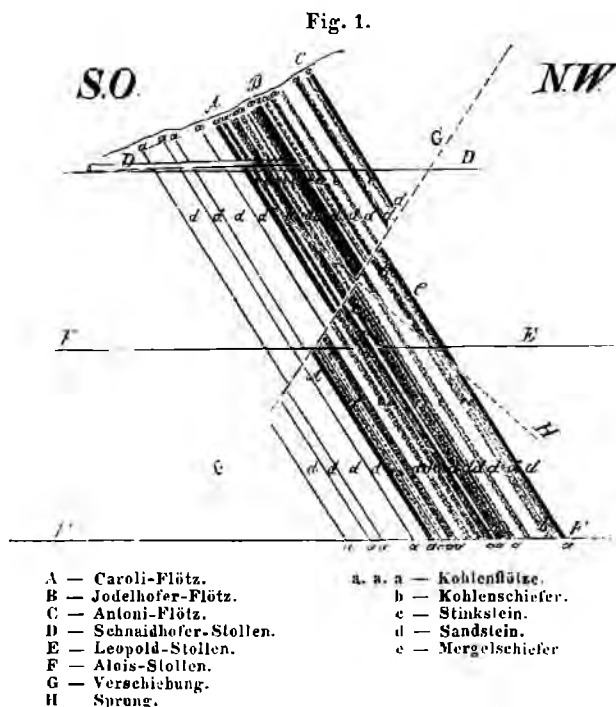 Fig. 1.
S.O.
N.W.
A B C
G
D D
d d d d d d d d d d
e
E
H
d d d d d d d d d
F
A — Caroli-Flötz.
B — Jodelhofer-Flötz.
C — Antoni-Flötz.
D — Schnaidhofer-Stollen.
E — Leopold-Stollen.
F — Alois-Stollen.
G — Verschiebung.
H Sprung.
a. a. a — Kohlenflötze.
b — Kohlenschiefer.
c — Stinkstein.
d — Sandstein.
e — Mergelschiefer